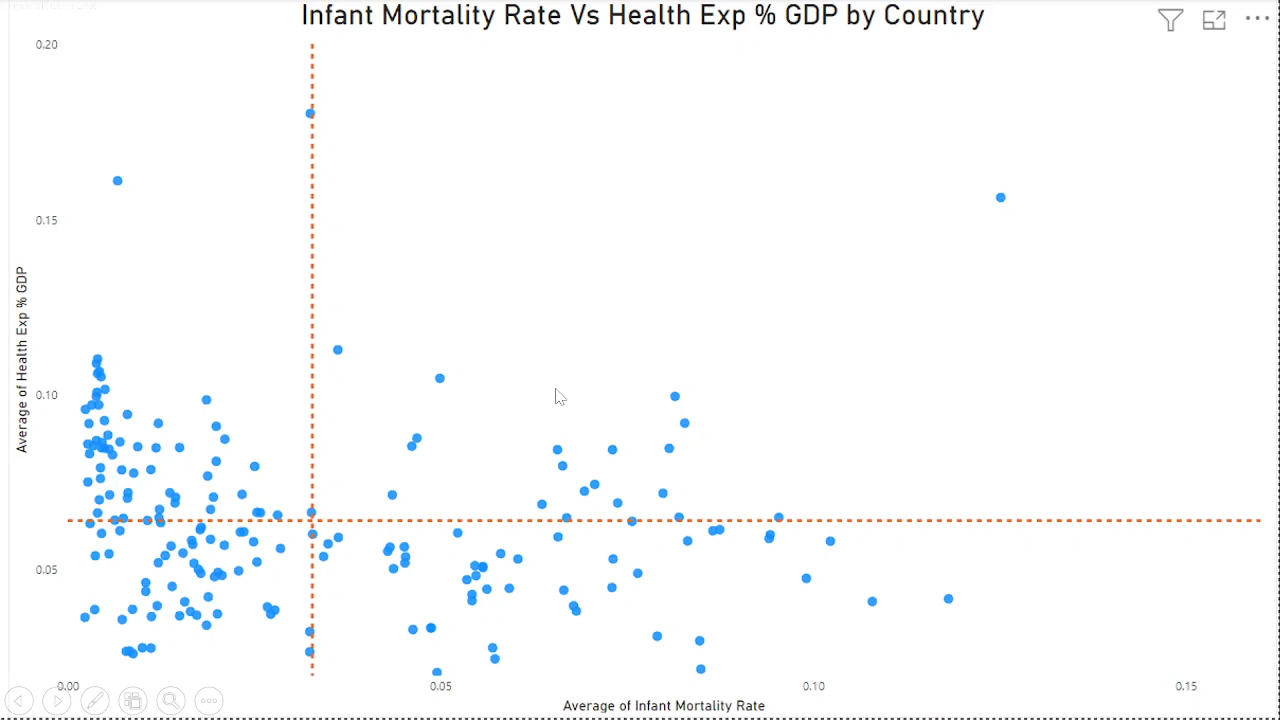 Infant Mortality Rate Vs Health Exp % GDP by Country
0.20
0.15
0.10
0.05
Average of Health Exp % GDP
0.00
0.05
0.10
0.15
Average of Infant Mortality Rate